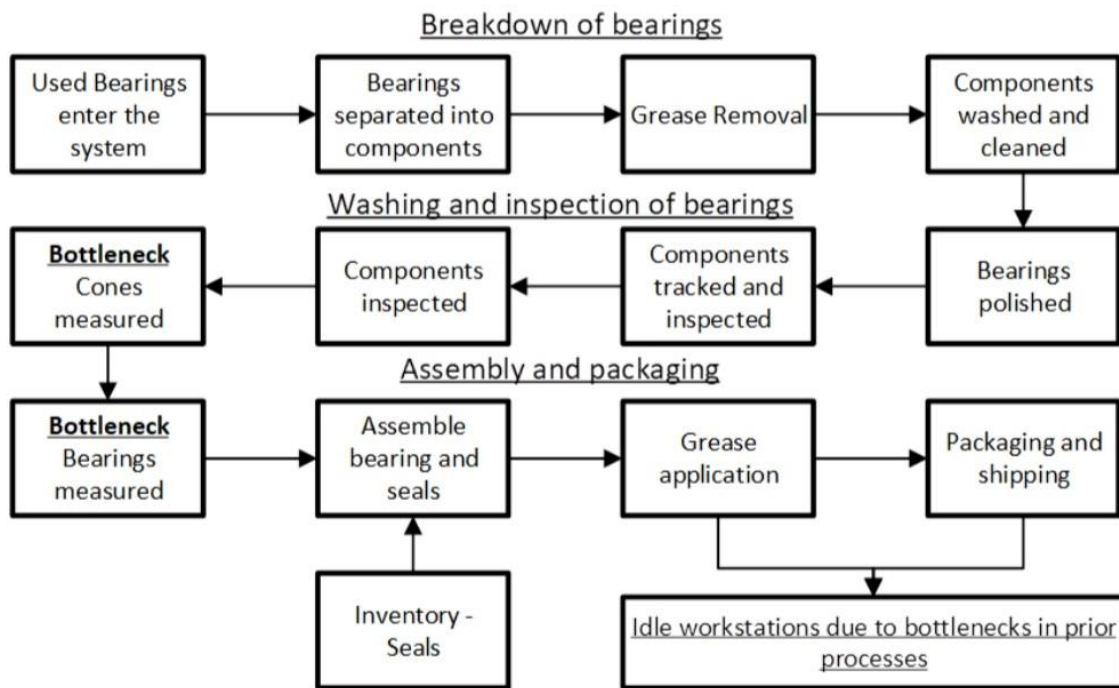 Breakdown of bearings
Used Bearings
enter the
system
Bearings
separated into
components
Grease Removal
Components
washed and
cleaned
Washing and inspection of bearings
Bottleneck
Cones
measured
Components
inspected
Components
tracked and
inspected
Bearings
polished
Assembly and packaging
Bottleneck
Bearings
measured
Assemble
bearing and
seals
Grease
application
Packaging and
shipping
Inventory -
Seals
Idle workstations due to bottlenecks in prior
processes